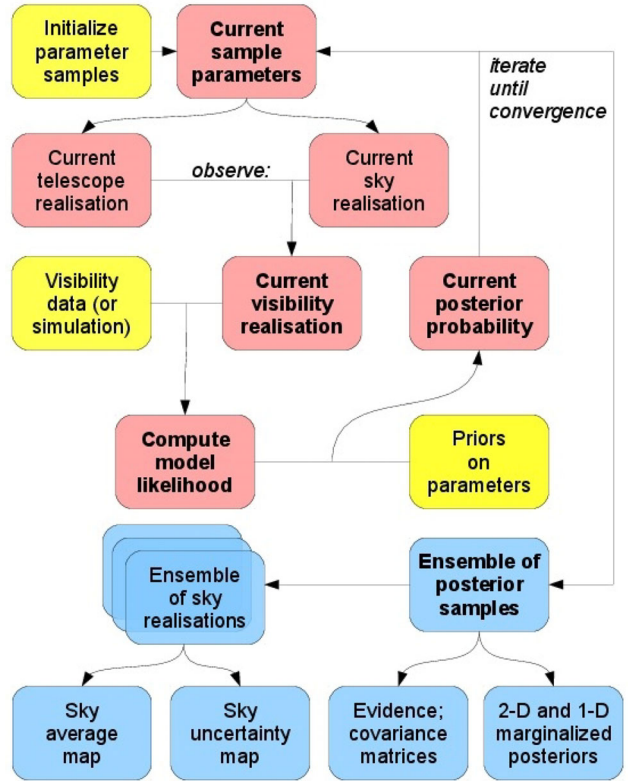 Initialize
parameter
samples
Current
sample
parameters
iterate
until
convergence
Current
telescope
realisation
observe:
Current
sky
realisation
Visibility
data (or
simulation)
Current
visibility
realisation
Current
posterior
probability
Compute
model
likelihood
Priors
on
parameters
Ensemble
of sky
realisations
Ensemble of
posterior
samples
Sky
average
map
Sky
uncertainty
map
Evidence;
covariance
matrices
2-D and 1-D
marginalized
posteriors